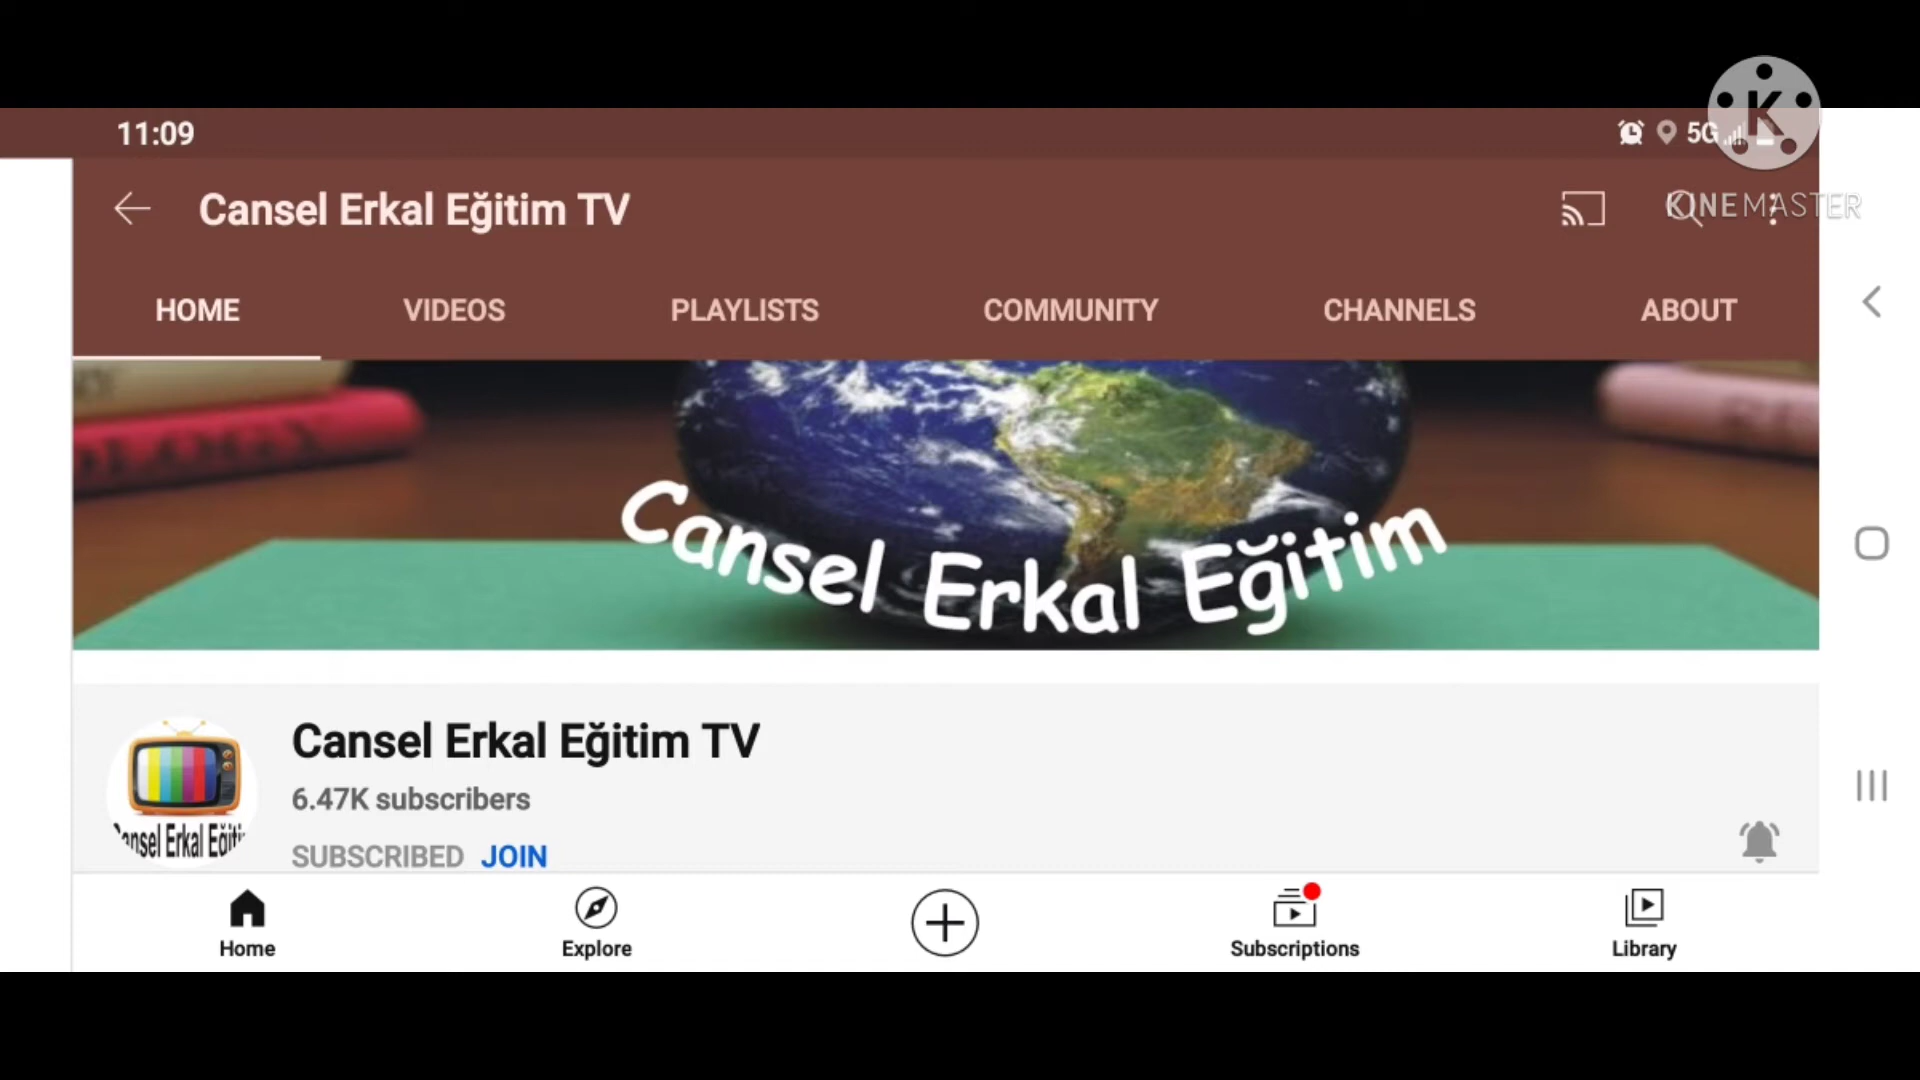 11:09
5G
KINEMASTER
Cansel Erkal Eğitim TV
HOME VIDEOS PLAYLISTS COMMUNITY CHANNELS ABOUT
Cansel Erkal Eğitim
Cansel Erkal Eğitim TV
6.47K subscribers
SUBSCRIBED JOIN
Home Explore Subscriptions Library